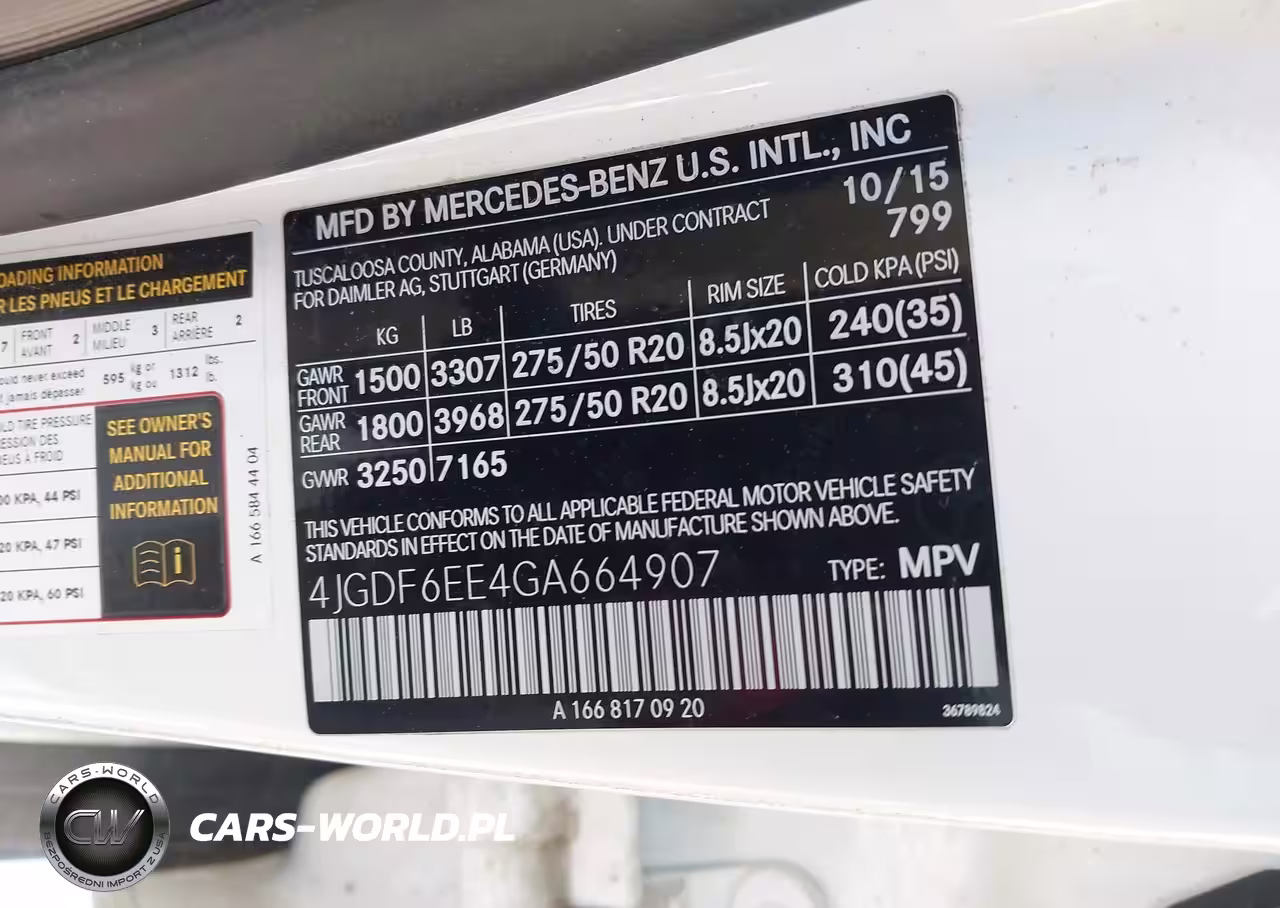 MFD BY MERCEDES-BENZ U.S. INTL., INC
10/15
TUSCALOOSA COUNTY, ALABAMA (USA). UNDER CONTRACT 799
FOR DAIMLER AG, STUTTGART (GERMANY)
KG LB TIRES RIM SIZE COLD KPA (PSI)
GAWR FRONT 1500 3307 275/50 R20 8.5Jx20 240(35)
GAWR REAR 1800 3968 275/50 R20 8.5Jx20 310(45)
GVWR 3250 7165
THIS VEHICLE CONFORMS TO ALL APPLICABLE FEDERAL MOTOR VEHICLE SAFETY
STANDARDS IN EFFECT ON THE DATE OF MANUFACTURE SHOWN ABOVE.
4JGDF6EE4GA664907 TYPE: MPV
A 166 817 09 20 36789824
INFORMATION
LES PNEUS ET LE CHARGEMENT
7 FRONT AVANT 2 MIDDLE MILIEU 3 REAR ARRIÈRE 2
never exceed
jamais dépasser 595 kg or kg ou 1312 lbs. lb.
TIRE PRESSURE
DES
À FROID
KPA, 44 PSI
KPA, 47 PSI
KPA, 60 PSI
SEE OWNER'S
MANUAL FOR
ADDITIONAL
INFORMATION
i
A 166 584 44 04
CARS-WORLD
CW
BEZPOŚREDNI IMPORT Z USA
CARS-WORLD.PL